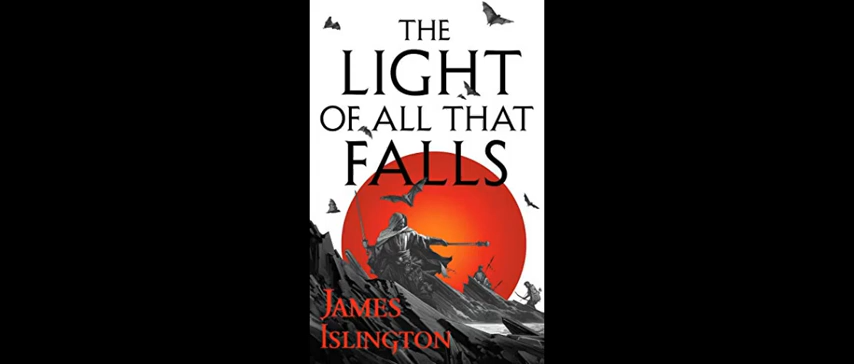 THE
LIGHT
OF ALL THAT
FALLS
JAMES
ISLINGTON